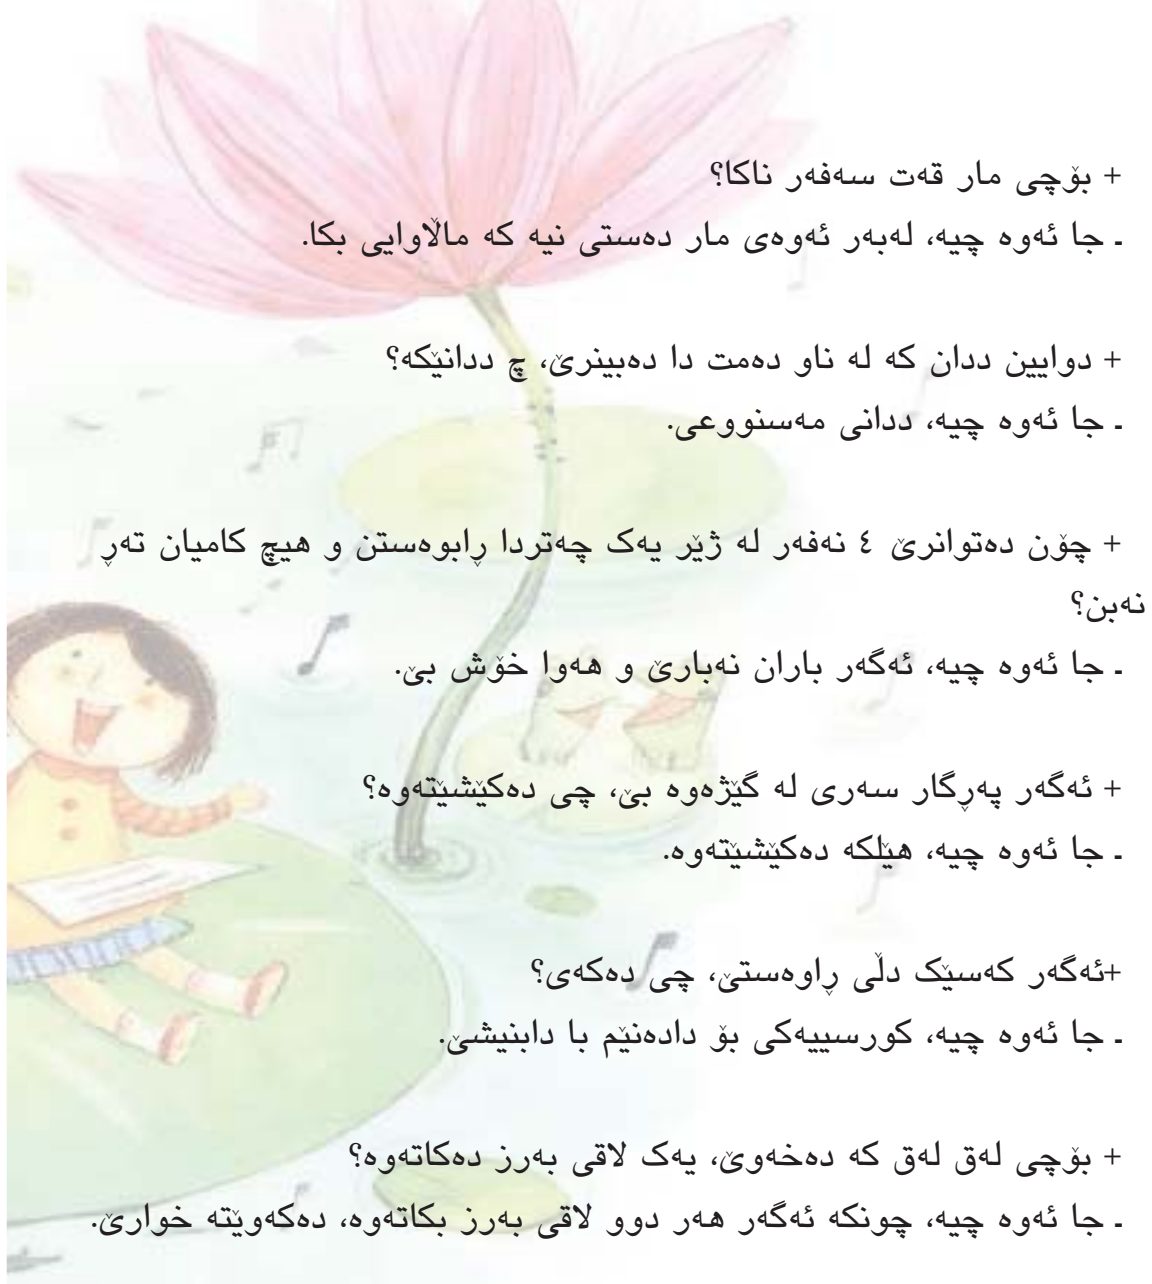 + بۆچی مار قەت سەفەر ناکا؟
ـ جا ئەوە چیە، لەبەر ئەوەی مار دەستی نیە کە ماڵاوایی بکا.
+ دوایین ددان کە لە ناو دەمت دا دەبینرێ، چ ددانێکە؟
ـ جا ئەوە چیە، ددانی مەسنووعی.
+ چۆن دەتوانرێ ٤ نەفەر لە ژێر یەک چەتردا ڕابوەستن و هیچ کامیان تەڕ
نەبن؟
ـ جا ئەوە چیە، ئەگەر باران نەبارێ و هەوا خۆش بێ.
+ ئەگەر پەڕگار سەری لە گێژەوە بێ، چی دەکێشێتەوە؟
ـ جا ئەوە چیە، هێلکە دەکێشێتەوە.
+ئەگەر کەسێک دڵی ڕاوەستێ، چی دەکەی؟
ـ جا ئەوە چیە، کورسییەکی بۆ دادەنێم با دابنیشێ.
+ بۆچی لەق لەق کە دەخەوێ، یەک لاقی بەرز دەکاتەوە؟
ـ جا ئەوە چیە، چونکە ئەگەر هەر دوو لاقی بەرز بکاتەوە، دەکەوێتە خوارێ.